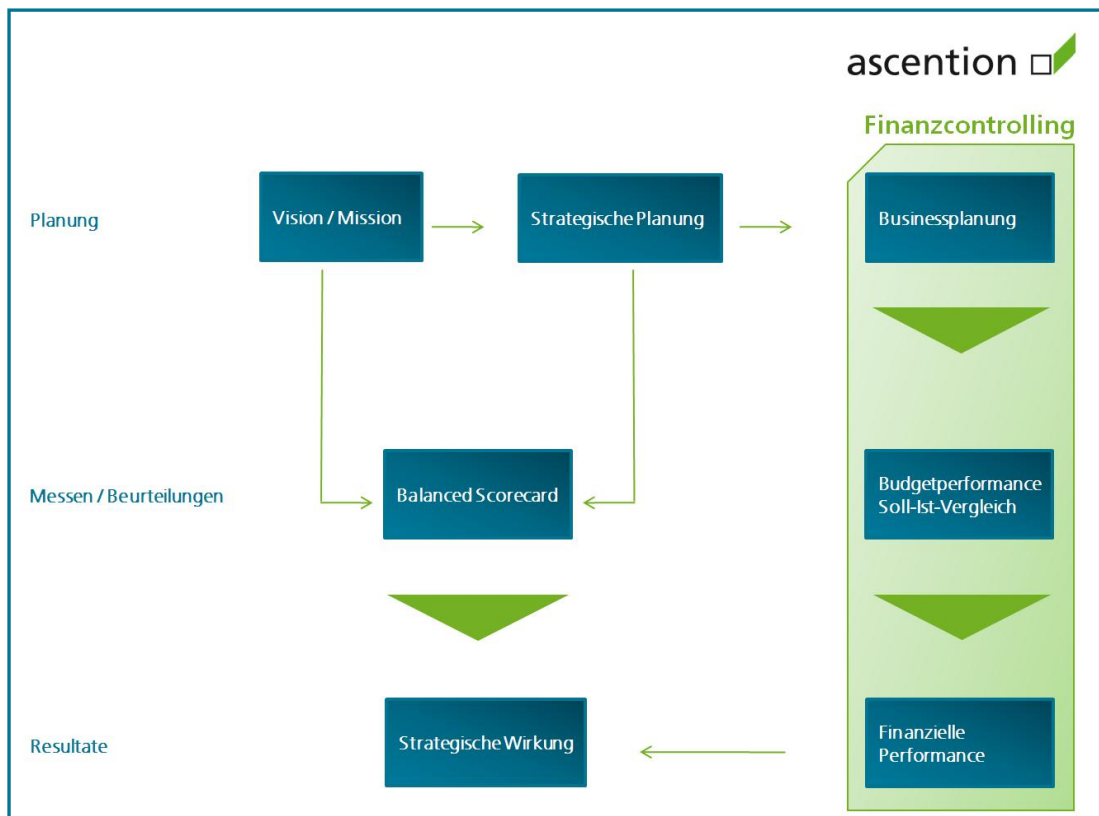 ascention
Finanzcontrolling
Planung
Vision / Mission
Strategische Planung
Businessplanung
Messen / Beurteilungen
Balanced Scorecard
Budgetperformance
Soll-Ist-Vergleich
Resultate
Strategische Wirkung
Finanzielle
Performance